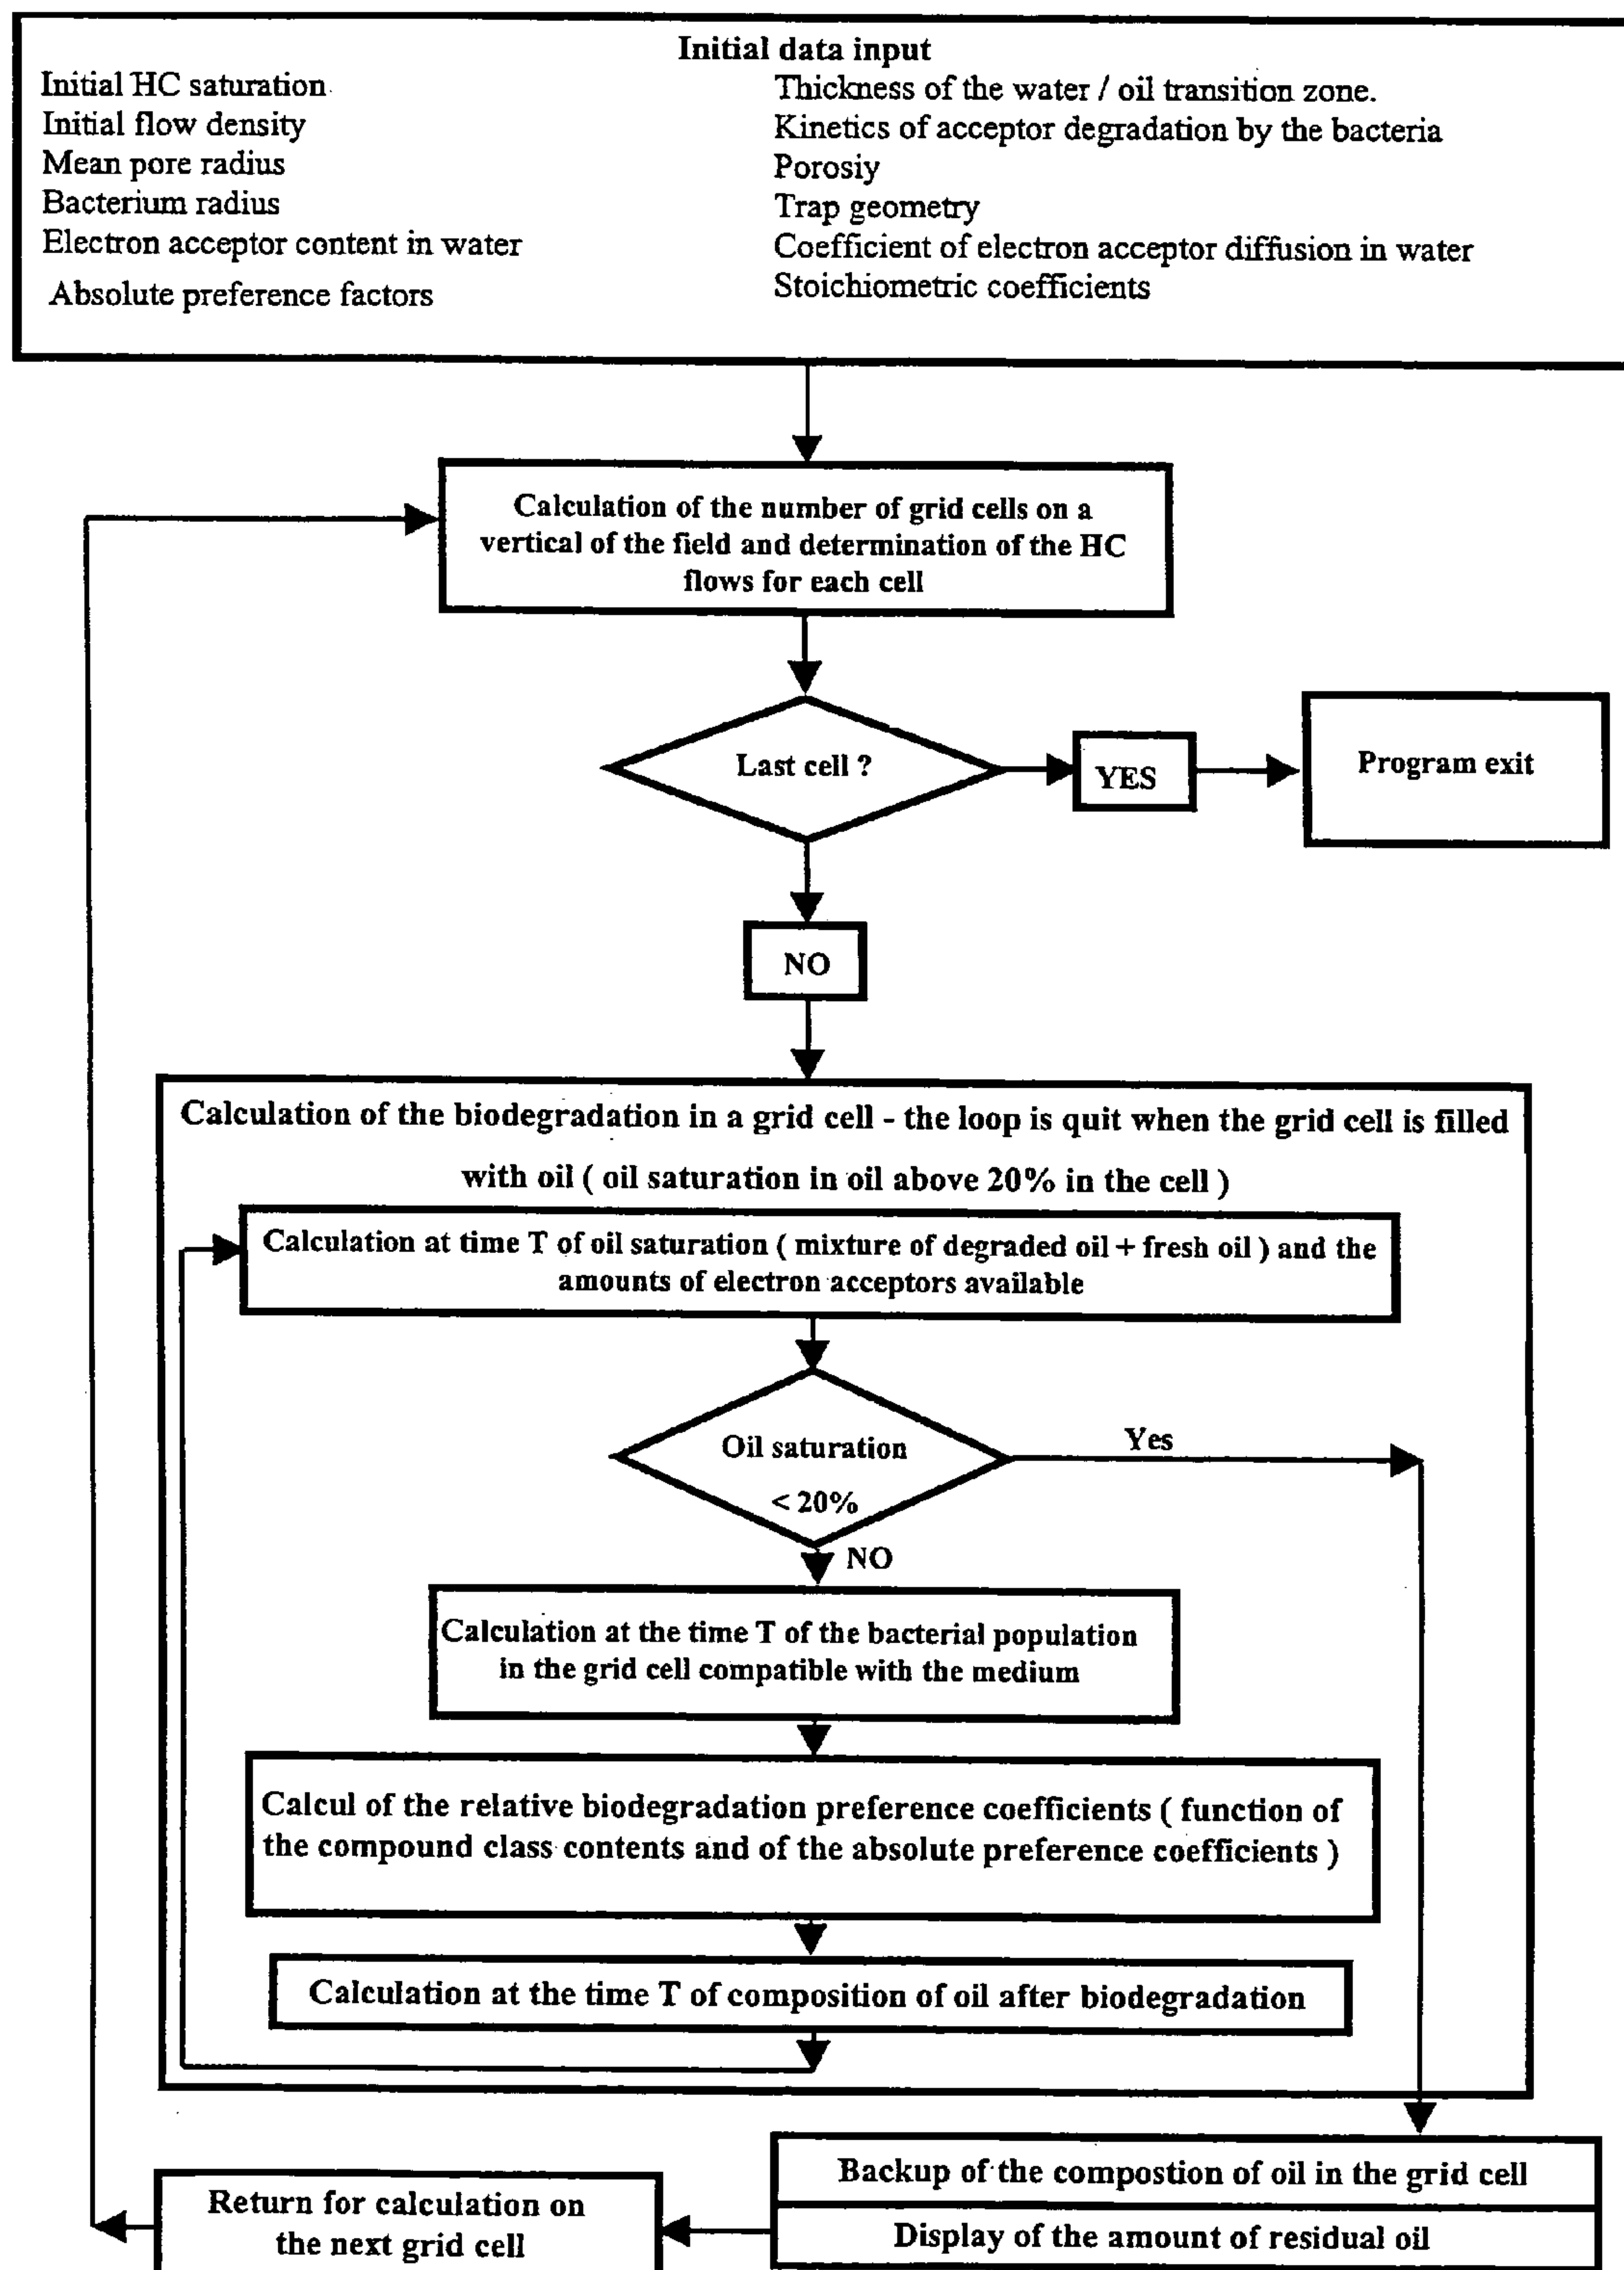 Initial data input
Initial HC saturation
Initial flow density
Mean pore radius
Bacterium radius
Electron acceptor content in water
Absolute preference factors
Thickness of the water / oil transition zone.
Kinetics of acceptor degradation by the bacteria
Porosiy
Trap geometry
Coefficient of electron acceptor diffusion in water
Stoichiometric coefficients
Calculation of the number of grid cells on a
vertical of the field and determination of the HC
flows for each cell
Last cell ?
YES
Program exit
NO
Calculation of the biodegradation in a grid cell - the loop is quit when the grid cell is filled
with oil ( oil saturation in oil above 20% in the cell )
Calculation at time T of oil saturation ( mixture of degraded oil + fresh oil ) and the
amounts of electron acceptors available
Oil saturation
< 20%
Yes
NO
Calculation at the time T of the bacterial population
in the grid cell compatible with the medium
Calcul of the relative biodegradation preference coefficients ( function of
the compound class contents and of the absolute preference coefficients )
Calculation at the time T of composition of oil after biodegradation
Backup of the compostion of oil in the grid cell
Display of the amount of residual oil
Return for calculation on
the next grid cell